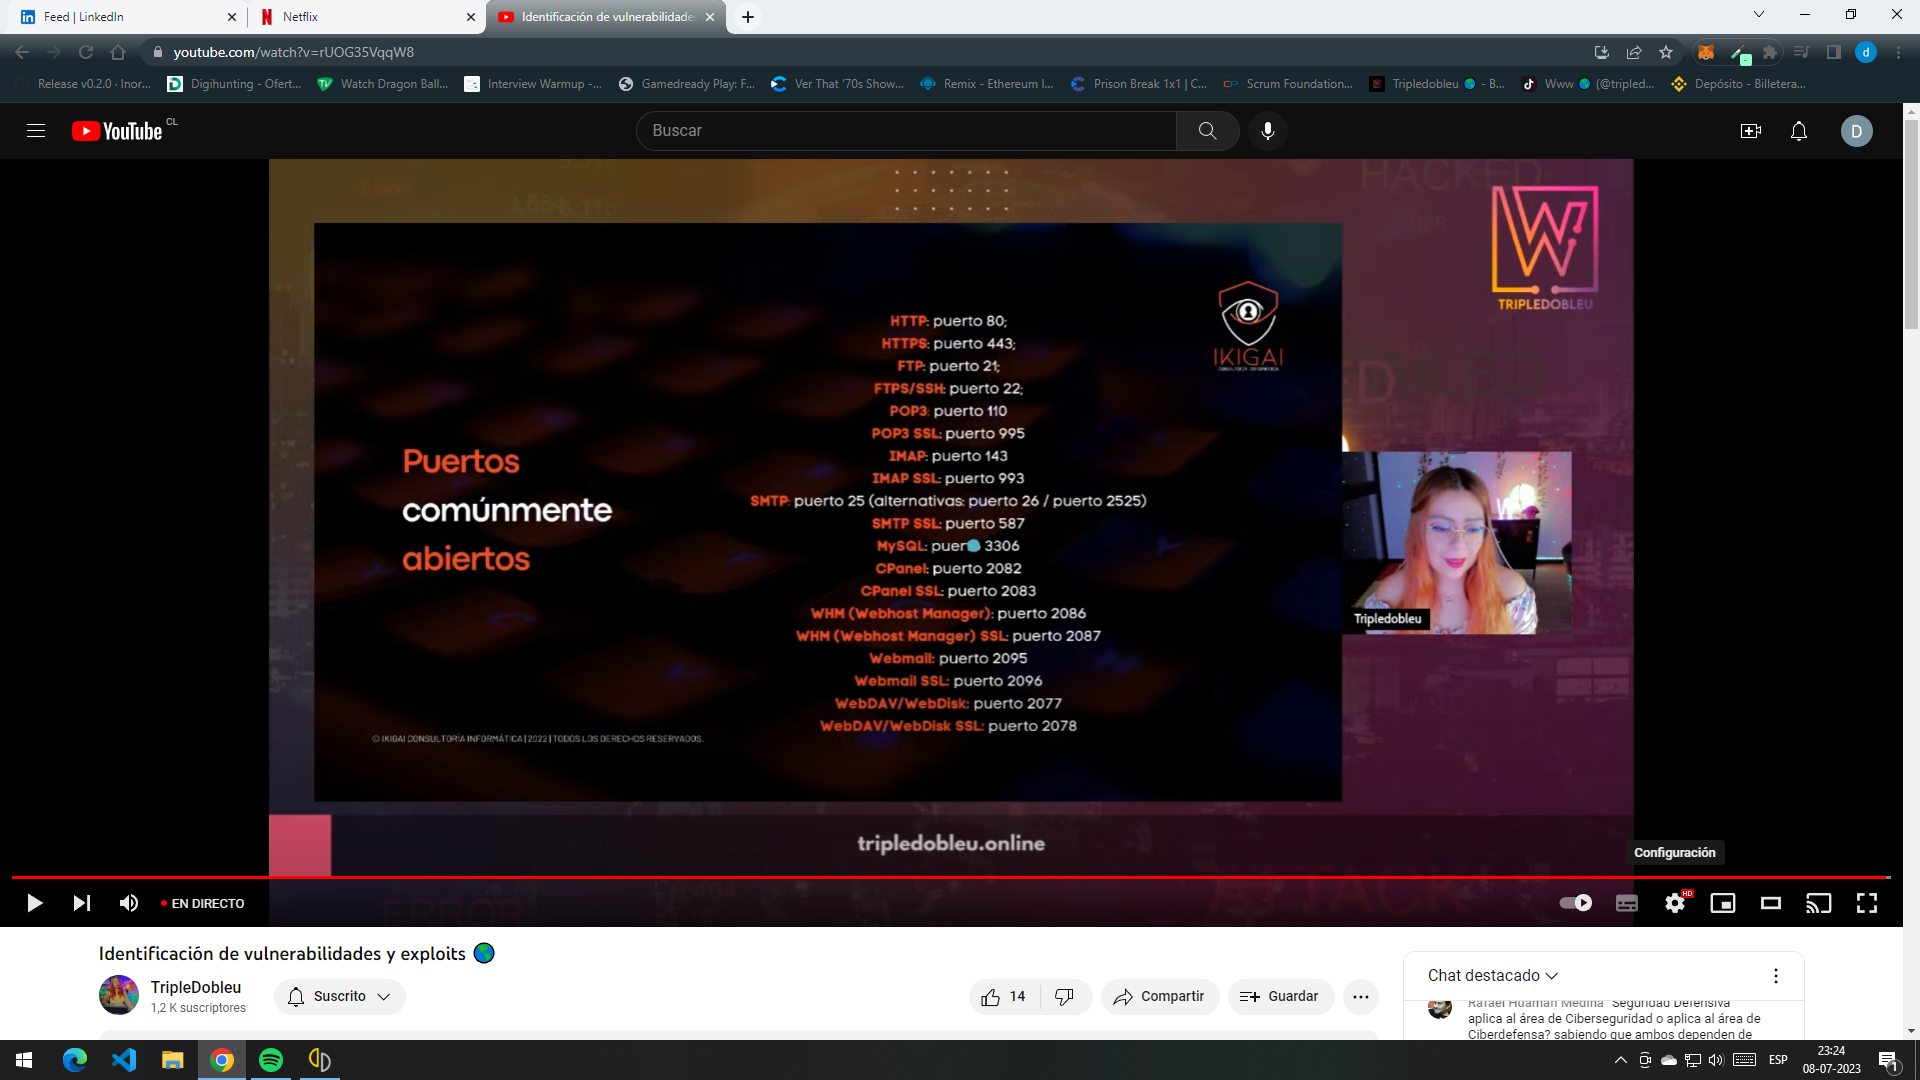 Feed | LinkedIn
Netflix
Identificación de vulnerabilidade
youtube.com/watch?v=rUOG35VqqW8
d
Release v0.2.0 · Inor...
Digihunting - Ofert...
Watch Dragon Ball...
Interview Warmup -...
Gamedready Play: F...
Ver That '70s Show...
Remix - Ethereum I...
Prison Break 1x1 | C...
Scrum Foundation...
Tripledobleu - B...
Www (@tripled...
Depósito - Billetera...
YouTube CL
Buscar
D
HACKED
TRIPLEDOBLEU
IKIGAI
CONSULTORÍA INFORMÁTICA
Puertos
comúnmente
abiertos
HTTP: puerto 80;
HTTPS: puerto 443;
FTP: puerto 21;
FTPS/SSH: puerto 22;
POP3: puerto 110
POP3 SSL: puerto 995
IMAP: puerto 143
IMAP SSL: puerto 993
SMTP: puerto 25 (alternativas: puerto 26 / puerto 2525)
SMTP SSL: puerto 587
MySQL: puerto 3306
CPanel: puerto 2082
CPanel SSL: puerto 2083
WHM (Webhost Manager): puerto 2086
WHM (Webhost Manager) SSL: puerto 2087
Webmail: puerto 2095
Webmail SSL: puerto 2096
WebDAV/WebDisk: puerto 2077
WebDAV/WebDisk SSL: puerto 2078
© IKIGAI CONSULTORÍA INFORMÁTICA | 2022 | TODOS LOS DERECHOS RESERVADOS.
Tripledobleu
tripledobleu.online
Configuración
ERROR
ATTACK
EN DIRECTO
HD
Identificación de vulnerabilidades y exploits
TripleDobleu
1,2 K suscriptores
Suscrito
14
Compartir
Guardar
Chat destacado
Rafael Huaman Medina Seguridad Defensiva
aplica al área de Ciberseguridad o aplica al área de
Ciberdefensa? sabiendo que ambos dependen de
ESP
23:24
08-07-2023
1